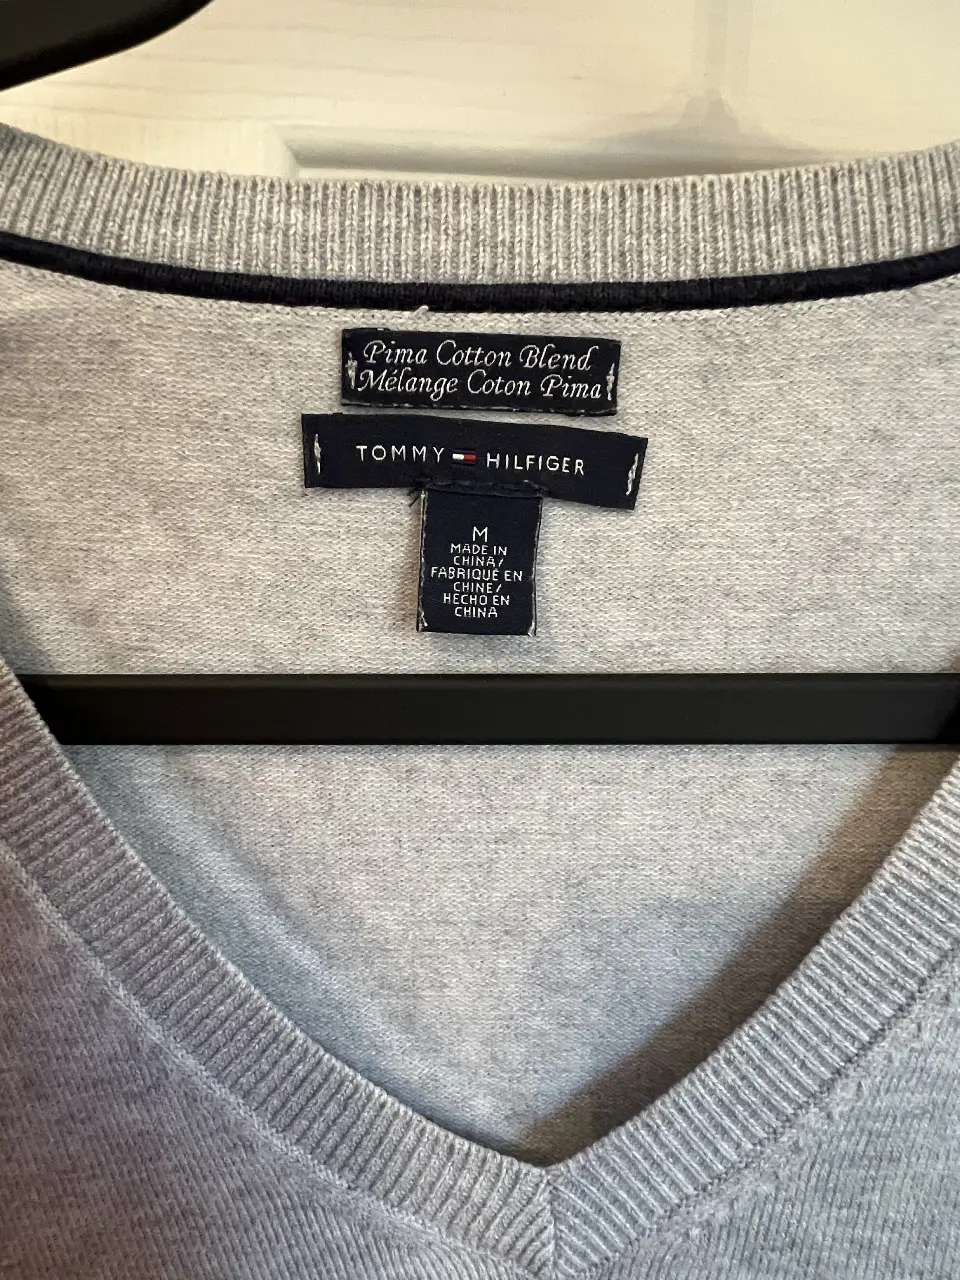 Pima Cotton Blend
Mélange Coton Pima
TOMMY HILFIGER
M
MADE IN
CHINA/
FABRIQUÉ EN
CHINE/
HECHO EN
CHINA